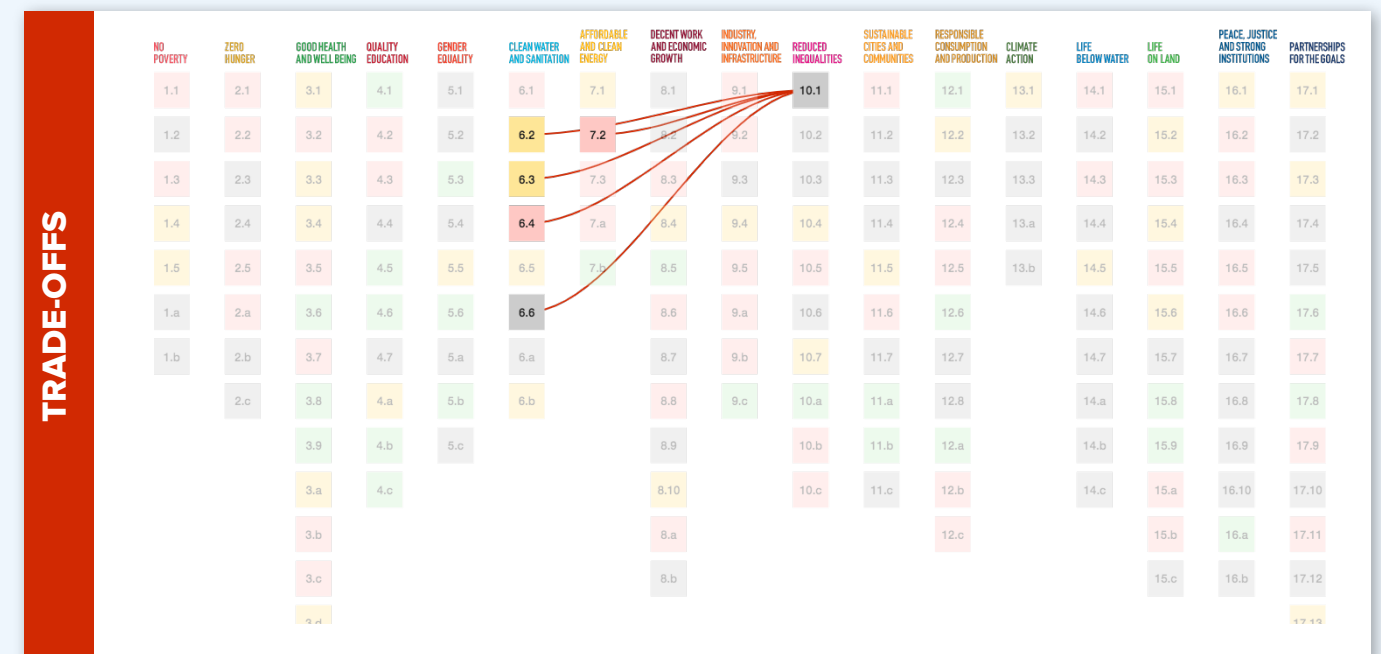 TRADE-OFFS
NO
POVERTY
ZERO
HUNGER
GOOD HEALTH
AND WELL BEING
QUALITY
EDUCATION
GENDER
EQUALITY
CLEAN WATER
AND SANITATION
AFFORDABLE
AND CLEAN
ENERGY
DECENT WORK
AND ECONOMIC
GROWTH
INDUSTRY,
INNOVATION AND
INFRASTRUCTURE
REDUCED
INEQUALITIES
SUSTAINABLE
CITIES AND
COMMUNITIES
RESPONSIBLE
CONSUMPTION
AND PRODUCTION
CLIMATE
ACTION
LIFE
BELOW WATER
LIFE
ON LAND
PEACE, JUSTICE
AND STRONG
INSTITUTIONS
PARTNERSHIPS
FOR THE GOALS
1.1 2.1 3.1 4.1 5.1 6.1 7.1 8.1 9.1 10.1 11.1 12.1 13.1 14.1 15.1 16.1 17.1
1.2 2.2 3.2 4.2 5.2 6.2 7.2 8.2 9.2 10.2 11.2 12.2 13.2 14.2 15.2 16.2 17.2
1.3 2.3 3.3 4.3 5.3 6.3 7.3 8.3 9.3 10.3 11.3 12.3 13.3 14.3 15.3 16.3 17.3
1.4 2.4 3.4 4.4 5.4 6.4 7.a 8.4 9.4 10.4 11.4 12.4 13.a 14.4 15.4 16.4 17.4
1.5 2.5 3.5 4.5 5.5 6.5 7.b 8.5 9.5 10.5 11.5 12.5 13.b 14.5 15.5 16.5 17.5
1.a 2.a 3.6 4.6 5.6 6.6 8.6 9.a 10.6 11.6 12.6 14.6 15.6 16.6 17.6
1.b 2.b 3.7 4.7 5.a 6.a 8.7 9.b 10.7 11.7 12.7 14.7 15.7 16.7 17.7
2.c 3.8 4.a 5.b 6.b 8.8 9.c 10.a 11.a 12.8 14.a 15.8 16.8 17.8
3.9 4.b 5.c 8.9 10.b 11.b 12.a 14.b 15.9 16.9 17.9
3.a 4.c 8.10 10.c 11.c 12.b 14.c 15.a 16.10 17.10
3.b 8.a 12.c 15.b 16.a 17.11
3.c 8.b 15.c 16.b 17.12
3.d 17.13